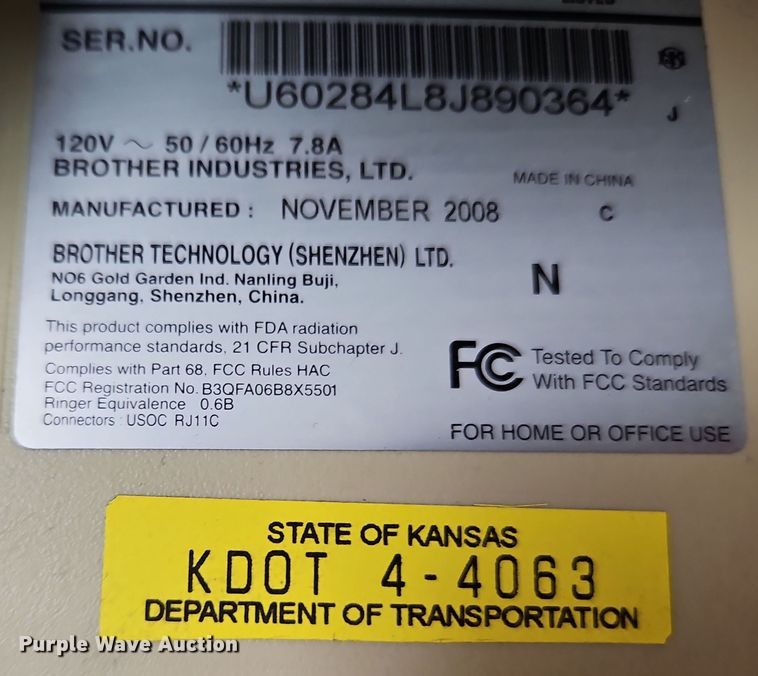 SER.NO.
*U60284L8J890364*
J
120V ~ 50/60Hz 7.8A
BROTHER INDUSTRIES, LTD.
MADE IN CHINA
MANUFACTURED : NOVEMBER 2008
C
BROTHER TECHNOLOGY (SHENZHEN) LTD.
NO6 Gold Garden Ind. Nanling Buji,
Longgang, Shenzhen, China.
N
This product complies with FDA radiation
performance standards, 21 CFR Subchapter J.
Complies with Part 68, FCC Rules HAC
FCC Registration No. B3QFA06B8X5501
Ringer Equivalence 0.6B
Connectors : USOC RJ11C
FC Tested To Comply
With FCC Standards
FOR HOME OR OFFICE USE
STATE OF KANSAS
KDOT 4-4063
DEPARTMENT OF TRANSPORTATION
Purple Wave Auction